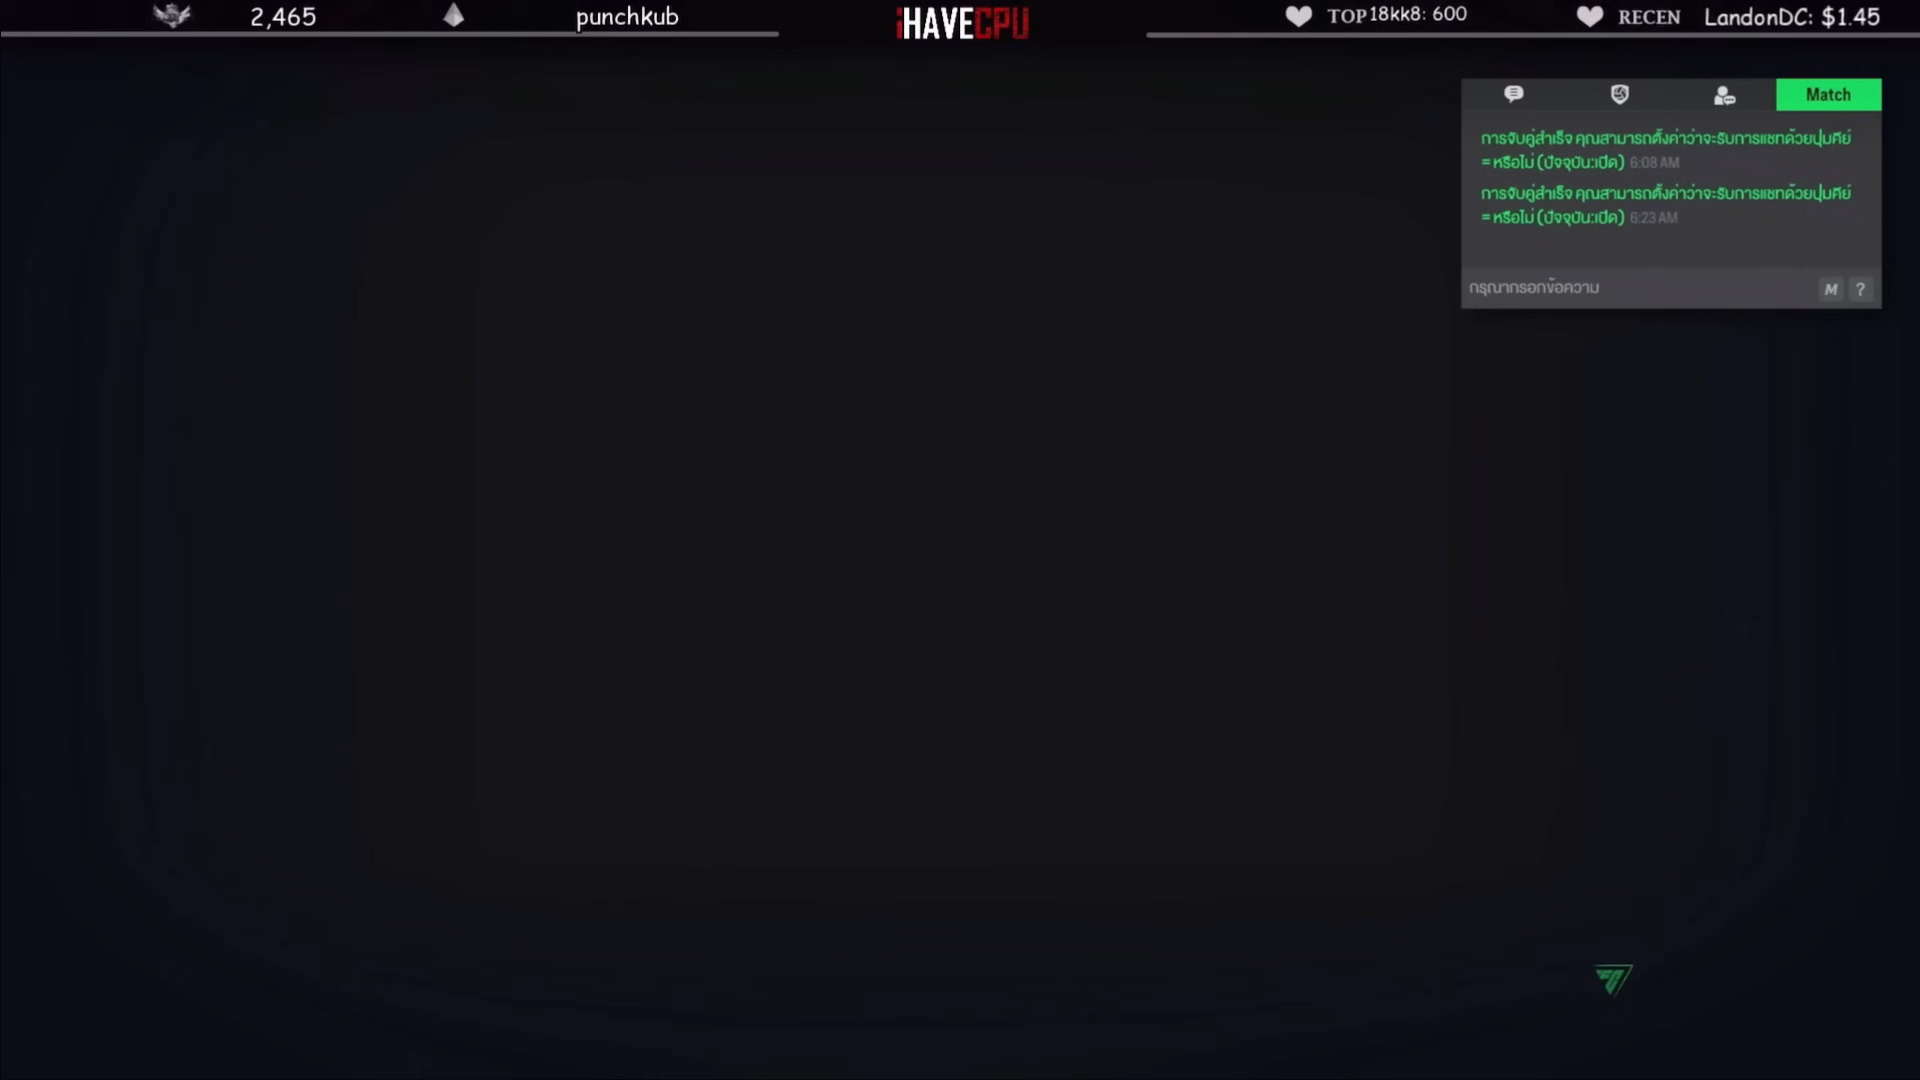 2,465
punchkub
iHAVECPU
TOP 18kk8: 600
RECEN LandonDC: $1.45
Match
การจับคู่สำเร็จ คุณสามารถตั้งค่าว่าจะรับการแชทด้วยปุ่มคีย์
= หรือไม่ (ปัจจุบัน:เปิด) 6:08 AM
การจับคู่สำเร็จ คุณสามารถตั้งค่าว่าจะรับการแชทด้วยปุ่มคีย์
= หรือไม่ (ปัจจุบัน:เปิด) 6:23 AM
กรุณากรอกข้อความ
M ?